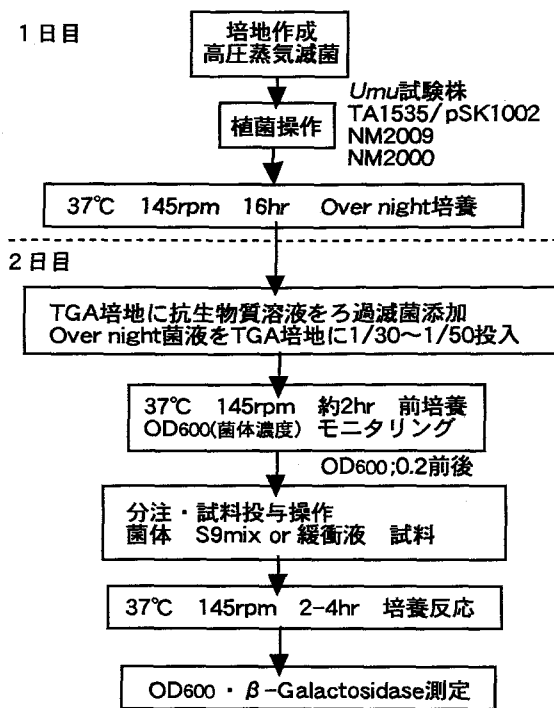 1日目
培地作成
高圧蒸気滅菌
植菌操作
Umu試験株
TA1535/pSK1002
NM2009
NM2000
37℃ 145rpm 16hr Over night培養
2日目
TGA培地に抗生物質溶液をろ過滅菌添加
Over night菌液をTGA培地に1/30～1/50投入
37℃ 145rpm 約2hr 前培養
OD600(菌体濃度) モニタリング
OD600;0.2前後
分注・試料投与操作
菌体 S9mix or 緩衝液 試料
37℃ 145rpm 2-4hr 培養反応
OD600・β-Galactosidase測定